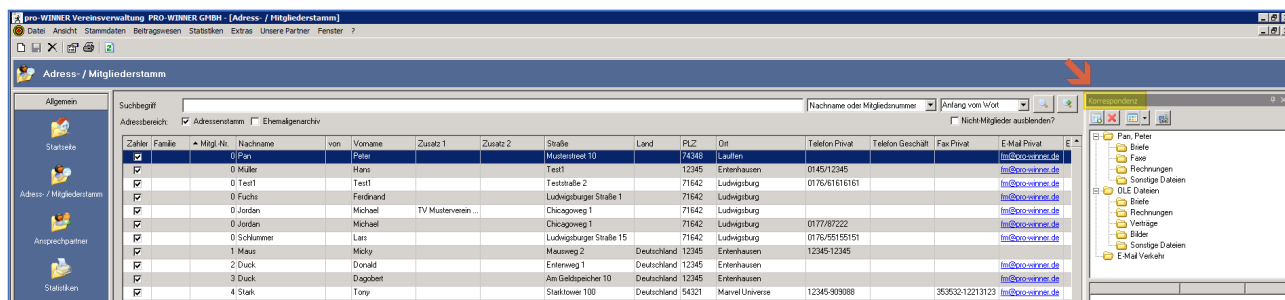 pro-WINNER Vereinsverwaltung PRO-WINNER GMBH - [Adress- / Mitgliederstamm]
Datei Ansicht Stammdaten Beitragswesen Statistiken Extras Unsere Partner Fenster ?
Adress- / Mitgliederstamm
Allgemein
Startseite
Adress- / Mitgliederstamm
Ansprechpartner
Statistiken
Suchbegriff Nachname oder Mitgliedsnummer Anfang vom Wort
Adressbereich: Adressenstamm Ehemaligenarchiv Nicht-Mitglieder ausblenden?
Zahler Familie Mitgl.-Nr. Nachname von Vorname Zusatz 1 Zusatz 2 Straße Land PLZ Ort Telefon Privat Telefon Geschäft Fax Privat E-Mail Privat E
0 Pan Peter Musterstreet 10 74348 Lauffen fm@pro-winner.de
0 Müller Hans Test1 12345 Entenhausen 0145/12345 fm@pro-winner.de
0 Test1 Test1 Teststraße 2 71642 Ludwigsburg 0176/61616161 fm@pro-winner.de
0 Fuchs Ferdinand Ludwigsburger Straße 1 71642 Ludwigsburg fm@pro-winner.de
0 Jordan Michael TV Musterverein ... Chicagoweg 1 71642 Ludwigsburg fm@pro-winner.de
0 Jordan Michael Chicagoweg 1 71642 Ludwigsburg 0177/87222 fm@pro-winner.de
0 Schlummer Lars Ludwigsburger Straße 15 71642 Ludwigsburg 0176/55155151 fm@pro-winner.de
1 Maus Micky Mausweg 2 Deutschland 12345 Entenhausen 12345-12345
2 Duck Donald Entenweg 1 Deutschland 12345 Entenhausen fm@pro-winner.de
3 Duck Dagobert Am Geldspeicher 10 Deutschland 12345 Entenhausen fm@pro-winner.de
4 Stark Tony Starktower 100 Deutschland 54321 Marvel Universe 12345-909088 353532-12213123 fm@pro-winner.de
Korrespondenz
Pan, Peter
Briefe
Faxe
Rechnungen
Sonstige Dateien
OLE Dateien
Briefe
Rechnungen
Verträge
Bilder
Sonstige Dateien
E-Mail Verkehr